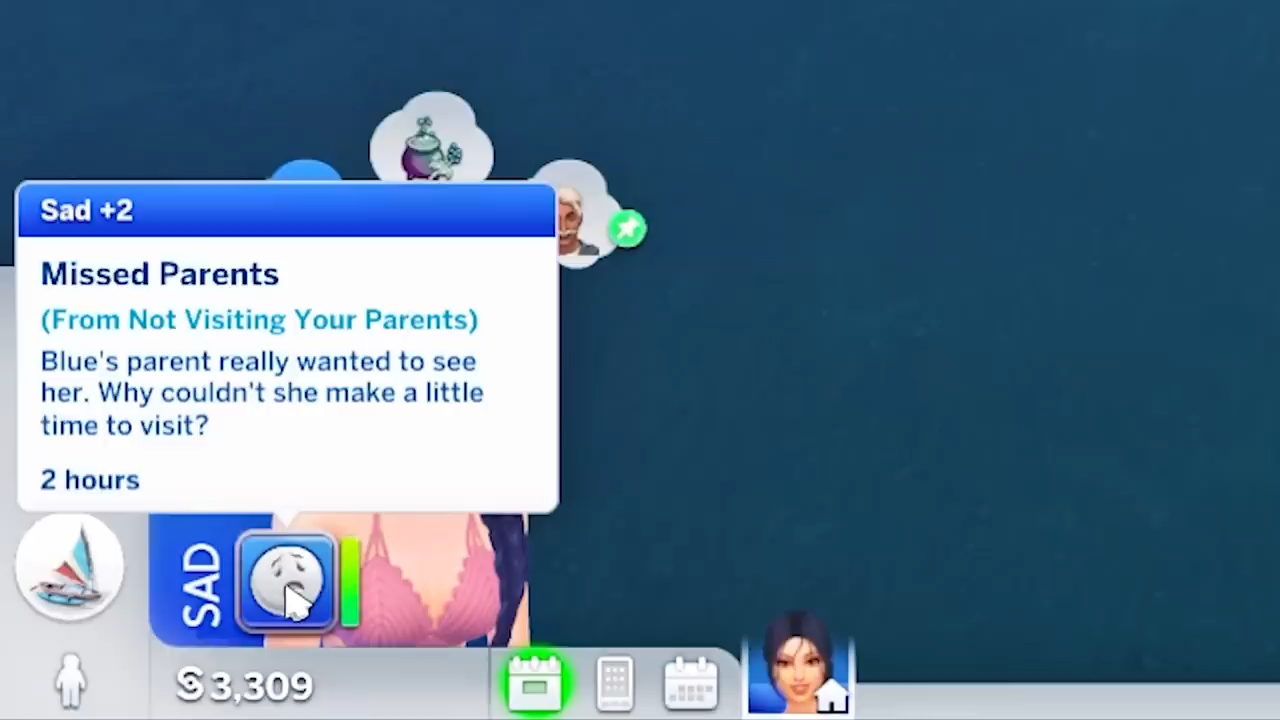 Sad +2
Missed Parents
(From Not Visiting Your Parents)
Blue's parent really wanted to see
her. Why couldn't she make a little
time to visit?
2 hours
SAD
§3,309